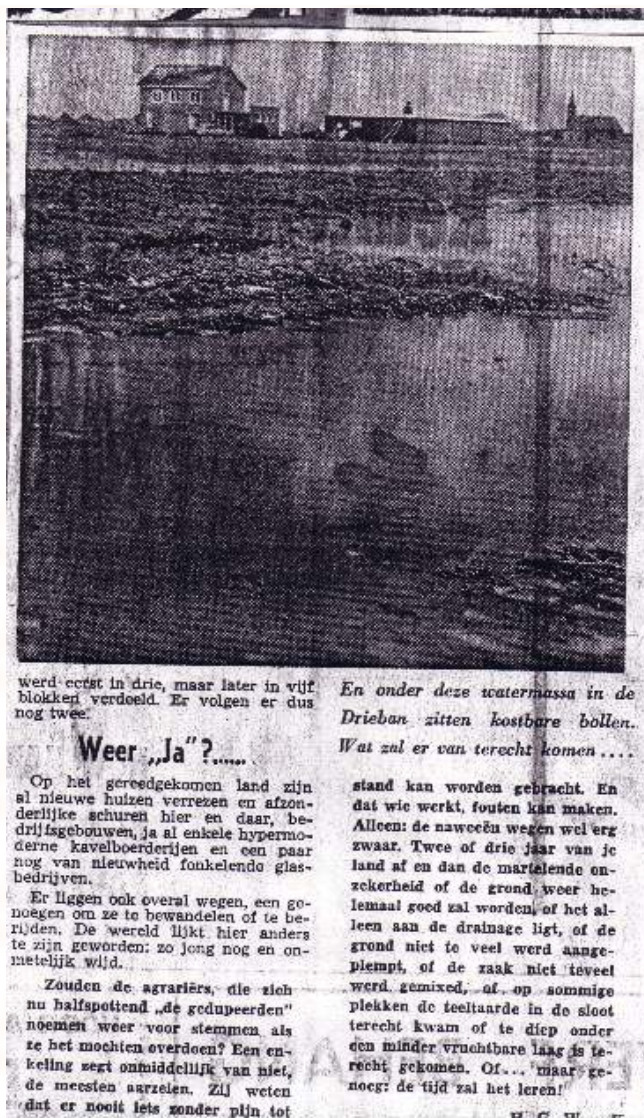 werd eerst in drie, maar later in vijf
blokken verdoeld. Er volgen er dus
nog twee.
Weer „Ja"?......
Op het gereedgekomen land zijn
al nieuwe huizen verrezen en afzon-
derlijke schuren hier en daar, be-
drijfsgebouwen, ja al enkele hypermo-
derne kavelboerderijen en een paar
nog van nieuwheid fonkelende glas-
bedrijven.
Er liggen ook overal wegen, een ge-
noegen om ze te bewandelen of te be-
rijden. De wereld lijkt hier anders
te zijn geworden: zo jong nog en on-
metelijk wijd.
Zouden de agrariërs, die zich
nu halfspottend „de gedupeerden"
noemen weer voor stemmen als
ze het mochten overdoen? Een en-
keling zegt onmiddellijk van niet,
de meesten aarzelen. Zij weten
dat er nooit iets zonder pijn tot
En onder deze watermassa in de
Drieban zitten kostbare bollen.
Wat zal er van terecht komen ....
stand kan worden gebracht. En
dat wie werkt, fouten kan maken.
Alleen: de naweeën wegen wel erg
zwaar. Twee of drie jaar van je
land af en dan de martelende on-
zekerheid of de grond weer he-
lemaal goed zal worden, of het al-
leen aan de drainage ligt, of de
grond niet te veel werd aange-
plempt, of de zaak niet teveel
werd gemixed, of op sommige
plekken de teeltaarde in de sloot
terecht kwam of te diep onder
een minder vruchtbare laag is te-
recht gekomen. Of... maar ge-
noeg: de tijd zal het leren!